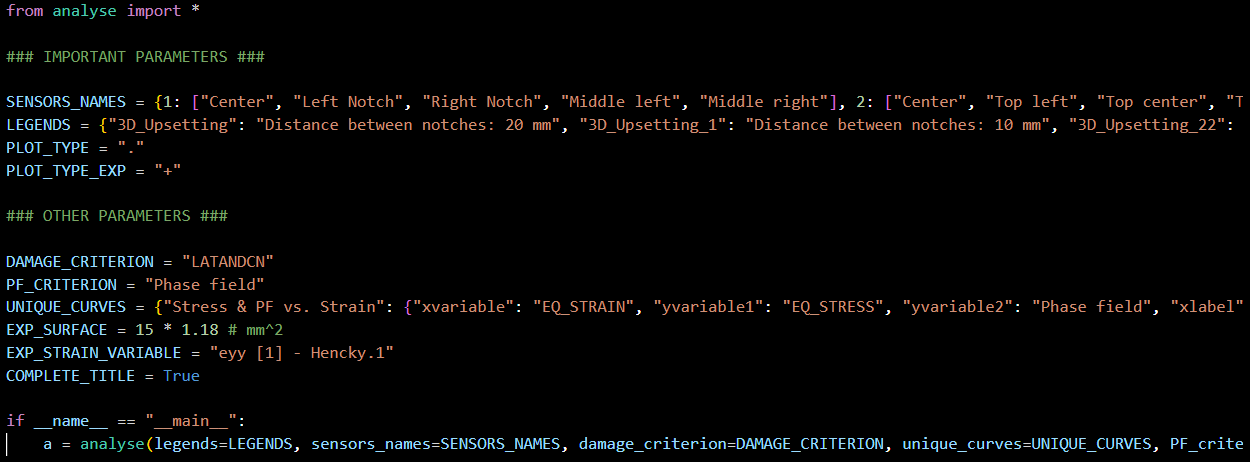 from analyse import *
### IMPORTANT PARAMETERS ###
SENSORS_NAMES = {1: ["Center", "Left Notch", "Right Notch", "Middle left", "Middle right"], 2: ["Center", "Top left", "Top center", "T
LEGENDS = {"3D_Upsetting": "Distance between notches: 20 mm", "3D_Upsetting_1": "Distance between notches: 10 mm", "3D_Upsetting_22":
PLOT_TYPE = "."
PLOT_TYPE_EXP = "+"
### OTHER PARAMETERS ###
DAMAGE_CRITERION = "LATANDCN"
PF_CRITERION = "Phase field"
UNIQUE_CURVES = {"Stress & PF vs. Strain": {"xvariable": "EQ_STRAIN", "yvariable1": "EQ_STRESS", "yvariable2": "Phase field", "xlabel"
EXP_SURFACE = 15 * 1.18 # mm^2
EXP_STRAIN_VARIABLE = "eyy [1] - Hencky.1"
COMPLETE_TITLE = True
if __name__ == "__main__":
    a = analyse(legends=LEGENDS, sensors_names=SENSORS_NAMES, damage_criterion=DAMAGE_CRITERION, unique_curves=UNIQUE_CURVES, PF_crite